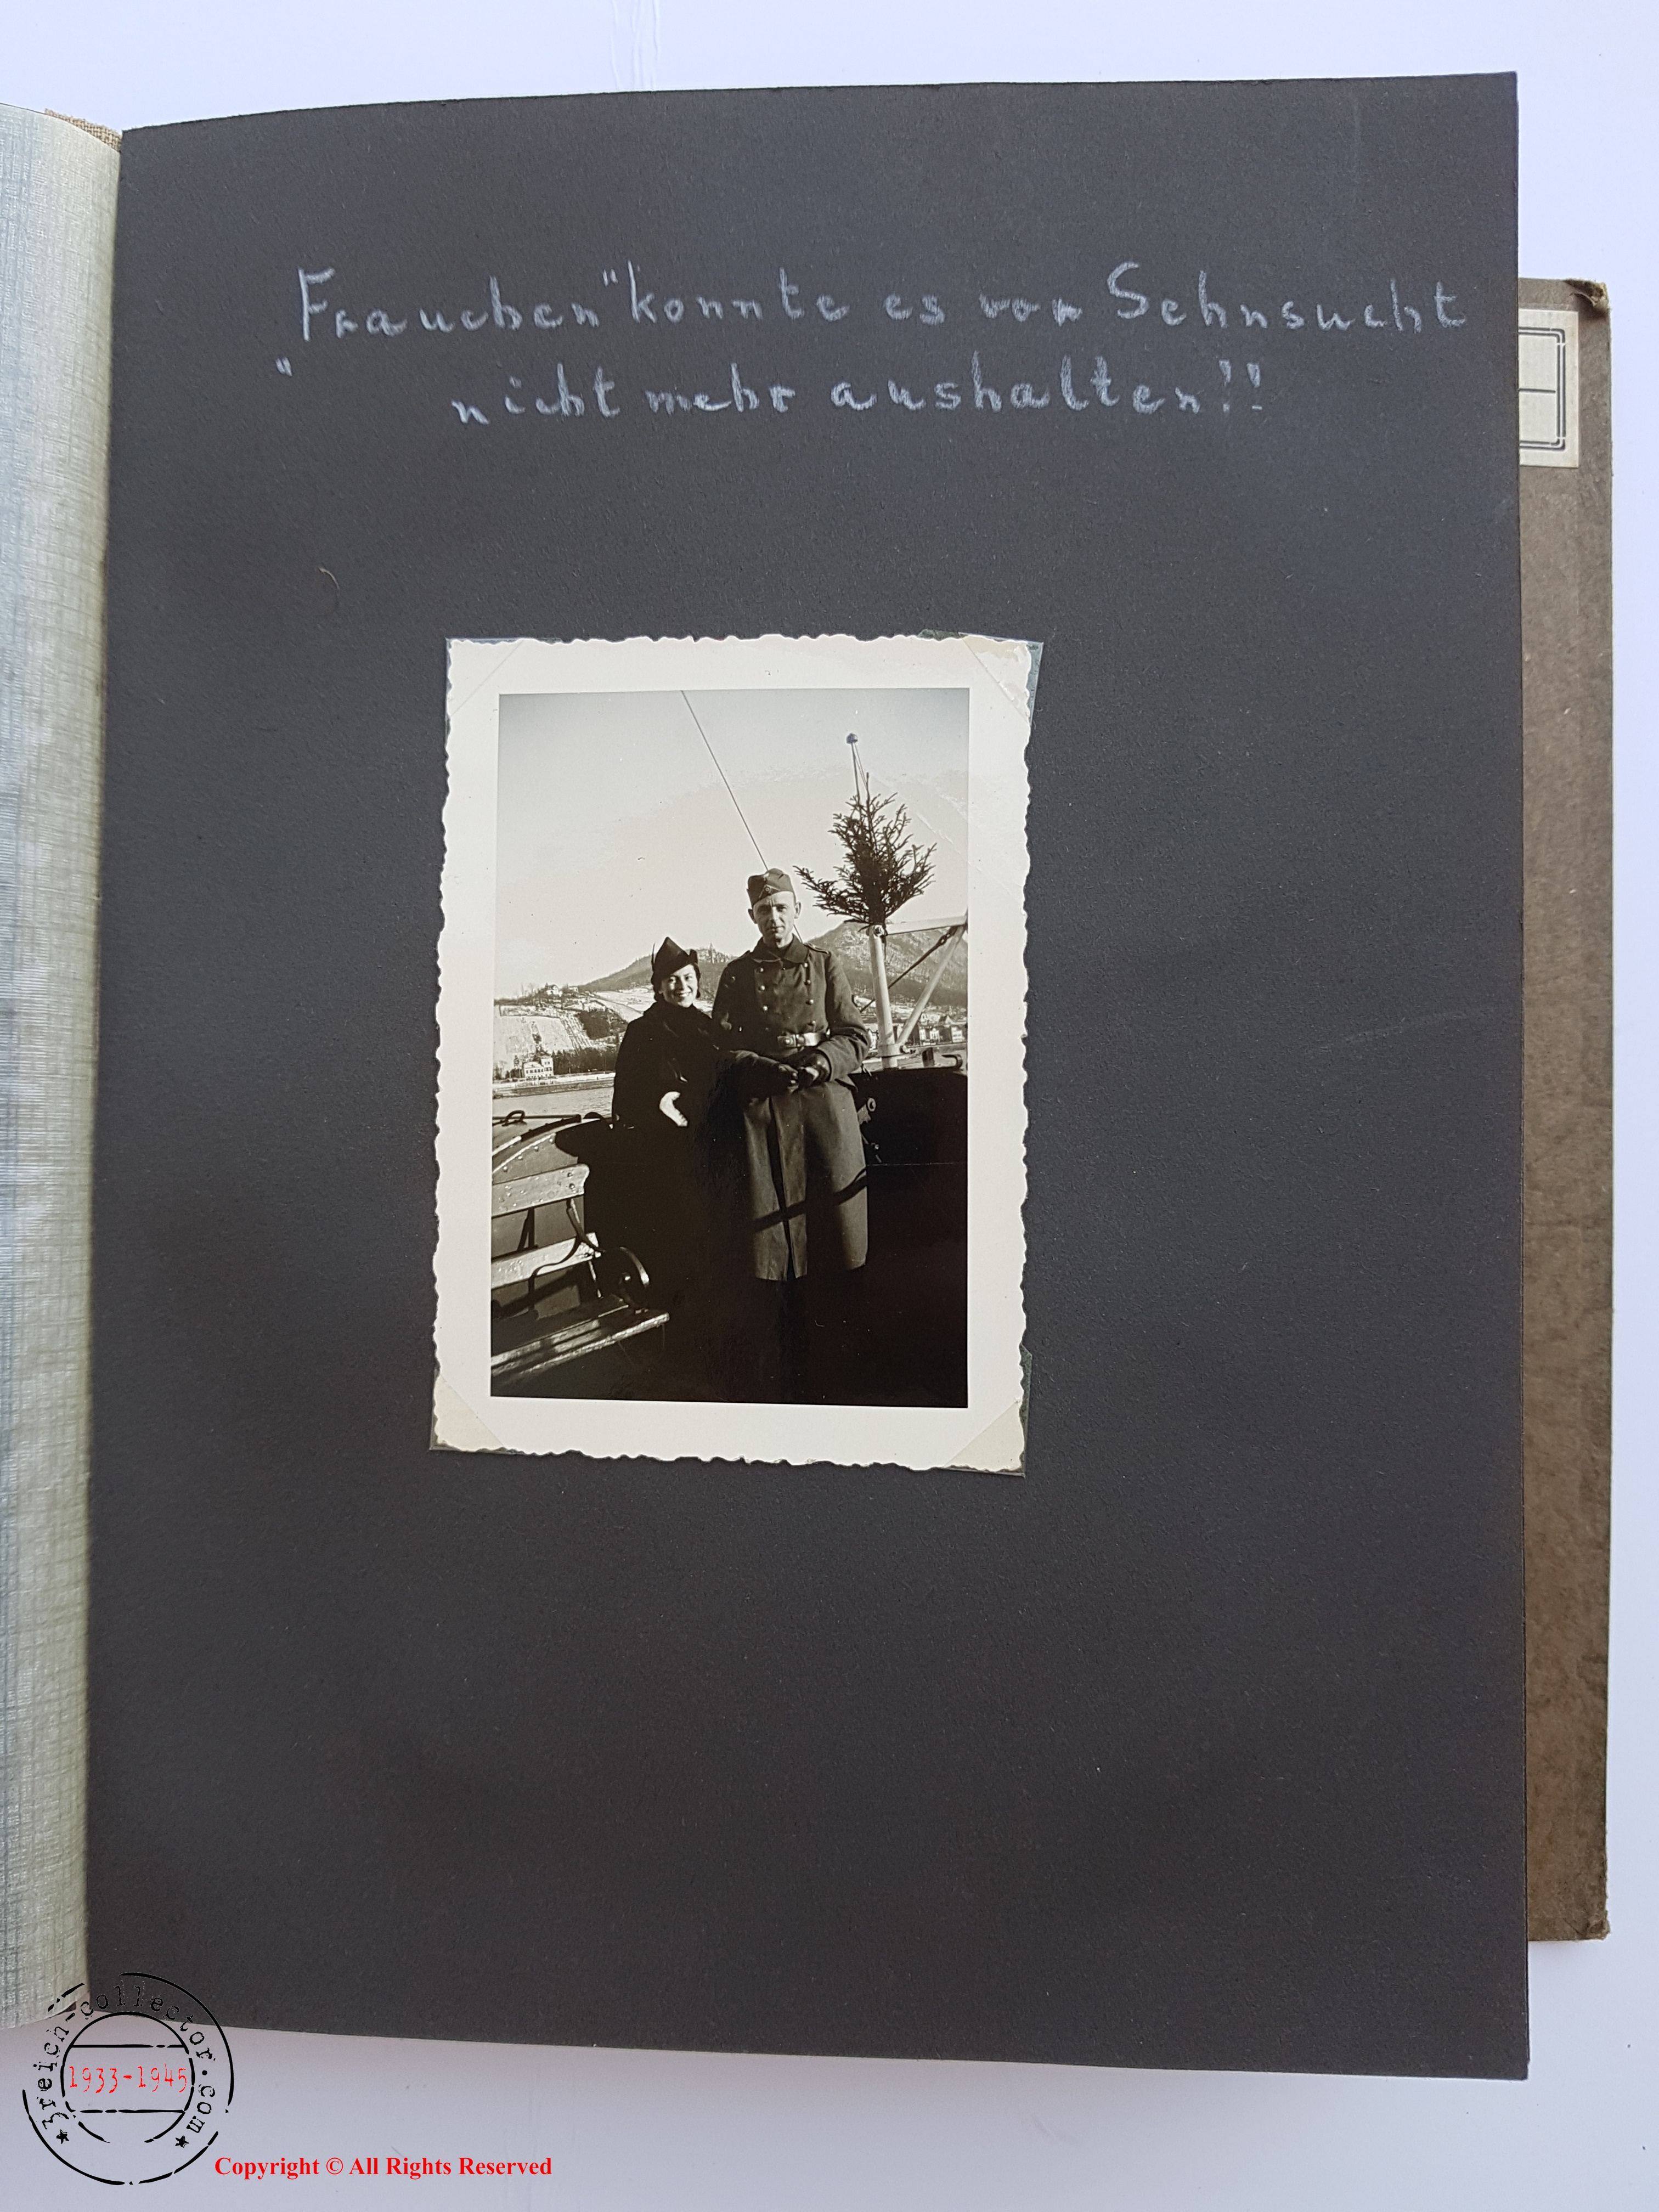 „Frauchen" konnte es vor Sehnsucht
nicht mehr aushalten!!
3reich-collector.com
1933-1945
Copyright © All Rights Reserved